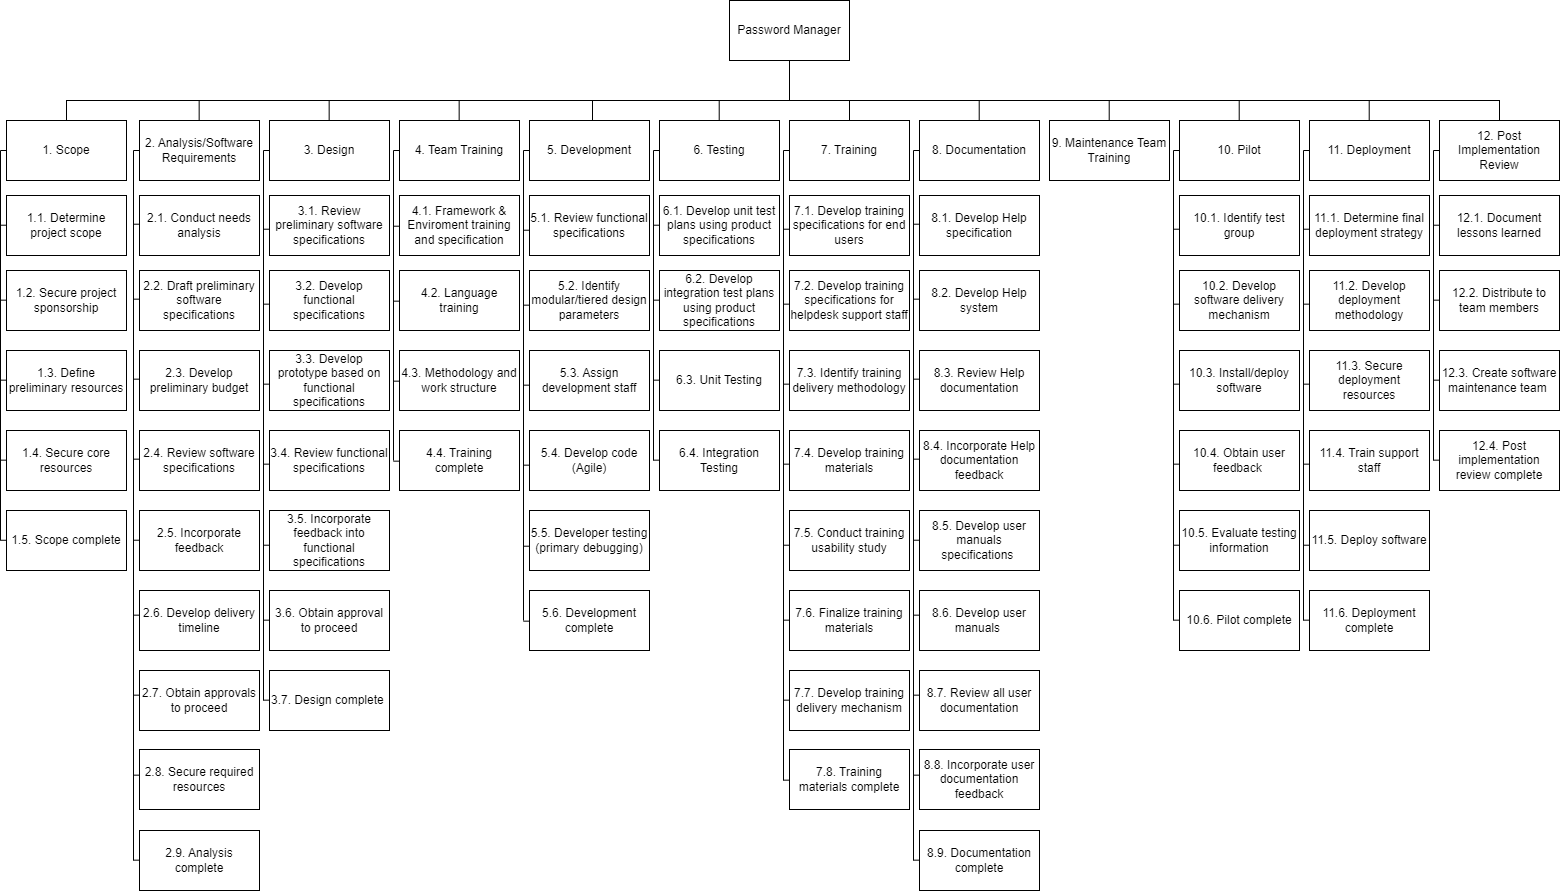 Password Manager
1. Scope
1.1. Determine
project scope
1.2. Secure project
sponsorship
1.3. Define
preliminary resources
1.4. Secure core
resources
1.5. Scope complete
2. Analysis/Software
Requirements
2.1. Conduct needs
analysis
2.2. Draft preliminary
software
specifications
2.3. Develop
preliminary budget
2.4. Review software
specifications
2.5. Incorporate
feedback
2.6. Develop delivery
timeline
2.7. Obtain approvals
to proceed
2.8. Secure required
resources
2.9. Analysis
complete
3. Design
3.1. Review
preliminary software
specifications
3.2. Develop
functional
specifications
3.3. Develop
prototype based on
functional
specifications
3.4. Review functional
specifications
3.5. Incorporate
feedback into
functional
specifications
3.6. Obtain approval
to proceed
3.7. Design complete
4. Team Training
4.1. Framework &
Enviroment training
and specification
4.2. Language
training
4.3. Methodology and
work structure
4.4. Training
complete
5. Development
5.1. Review functional
specifications
5.2. Identify
modular/tiered design
parameters
5.3. Assign
development staff
5.4. Develop code
(Agile)
5.5. Developer testing
(primary debugging)
5.6. Development
complete
6. Testing
6.1. Develop unit test
plans using product
specifications
6.2. Develop
integration test plans
using product
specifications
6.3. Unit Testing
6.4. Integration
Testing
7. Training
7.1. Develop training
specifications for end
users
7.2. Develop training
specifications for
helpdesk support staff
7.3. Identify training
delivery methodology
7.4. Develop training
materials
7.5. Conduct training
usability study
7.6. Finalize training
materials
7.7. Develop training
delivery mechanism
7.8. Training
materials complete
8. Documentation
8.1. Develop Help
specification
8.2. Develop Help
system
8.3. Review Help
documentation
8.4. Incorporate Help
documentation
feedback
8.5. Develop user
manuals
specifications
8.6. Develop user
manuals
8.7. Review all user
documentation
8.8. Incorporate user
documentation
feedback
8.9. Documentation
complete
9. Maintenance Team
Training
10. Pilot
10.1. Identify test
group
10.2. Develop
software delivery
mechanism
10.3. Install/deploy
software
10.4. Obtain user
feedback
10.5. Evaluate testing
information
10.6. Pilot complete
11. Deployment
11.1. Determine final
deployment strategy
11.2. Develop
deployment
methodology
11.3. Secure
deployment
resources
11.4. Train support
staff
11.5. Deploy software
11.6. Deployment
complete
12. Post
Implementation
Review
12.1. Document
lessons learned
12.2. Distribute to
team members
12.3. Create software
maintenance team
12.4. Post
implementation
review complete